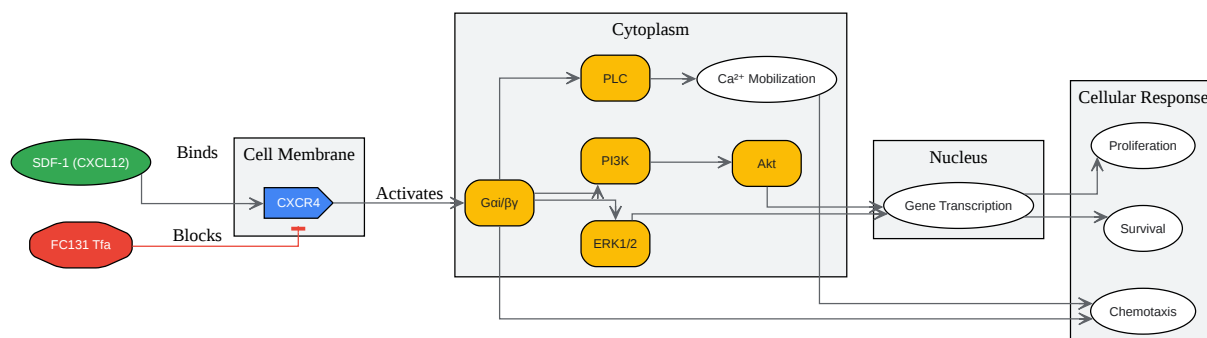 Cytoplasm
PLC
Ca²⁺ Mobilization
Cellular Response
Proliferation
SDF-1 (CXCL12)
Binds
Cell Membrane
CXCR4
Activates
Gαi/βγ
PI3K
Akt
Nucleus
Gene Transcription
FC131 Tfa
Blocks
ERK1/2
Survival
Chemotaxis